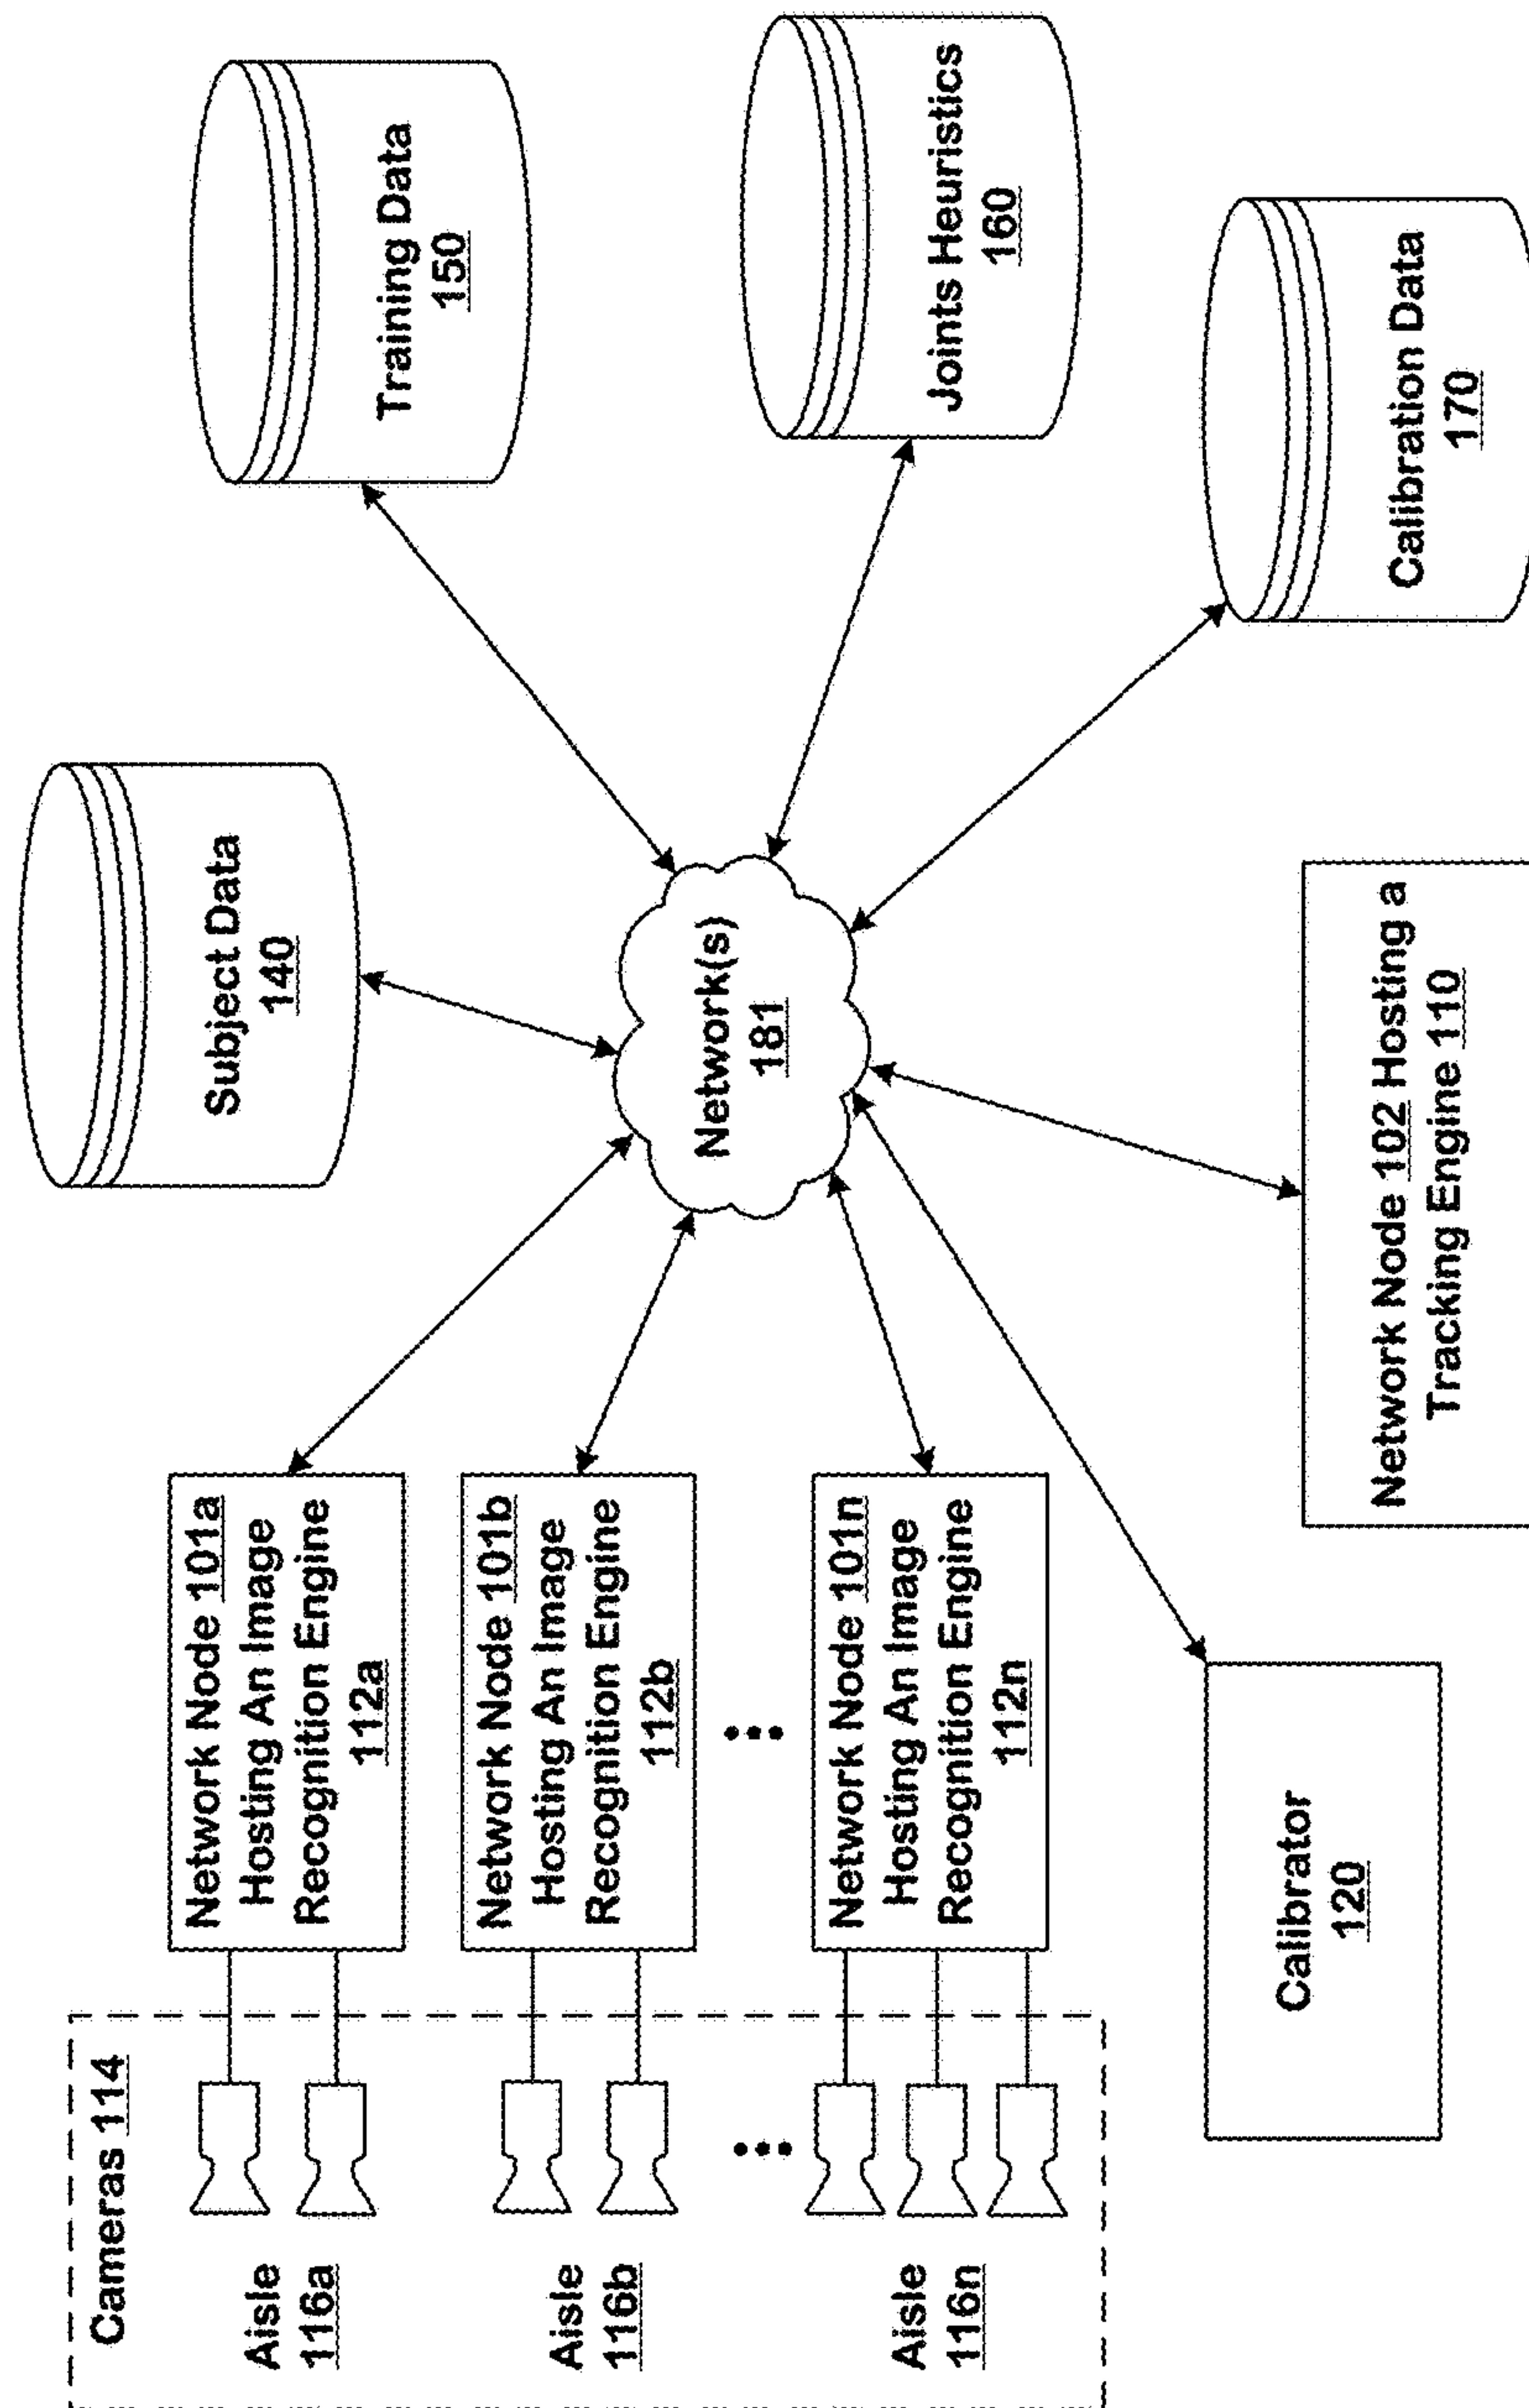 Cameras 114
Aisle
116a
Aisle
116b
Aisle
116n
Network Node 101a
Hosting An Image
Recognition Engine
112a
Network Node 101b
Hosting An Image
Recognition Engine
112b
Network Node 101n
Hosting An Image
Recognition Engine
112n
Calibrator
120
Subject Data
140
Network(s)
181
Network Node 102 Hosting a
Tracking Engine 110
Training Data
150
Joints Heuristics
160
Calibration Data
170